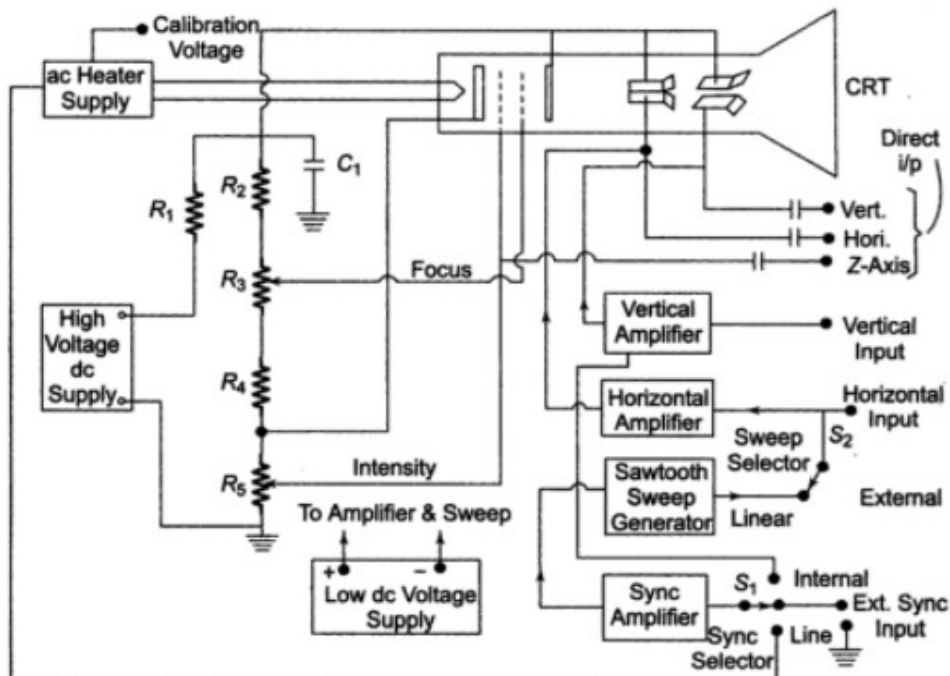 Calibration
Voltage
ac Heater
Supply
CRT
Direct
i/p
C1
R2
R1
Vert.
Hori.
Z-Axis
Focus
R3
High
Voltage
dc
Supply
Vertical
Amplifier
Vertical
Input
R4
Horizontal
Amplifier
Horizontal
Input
S2
Sweep
Selector
Intensity
R5
Sawtooth
Sweep
Generator
Linear
External
To Amplifier & Sweep
+ −
Low dc Voltage
Supply
Internal
S1
Sync
Amplifier
Ext. Sync
Input
Sync
Selector
Line